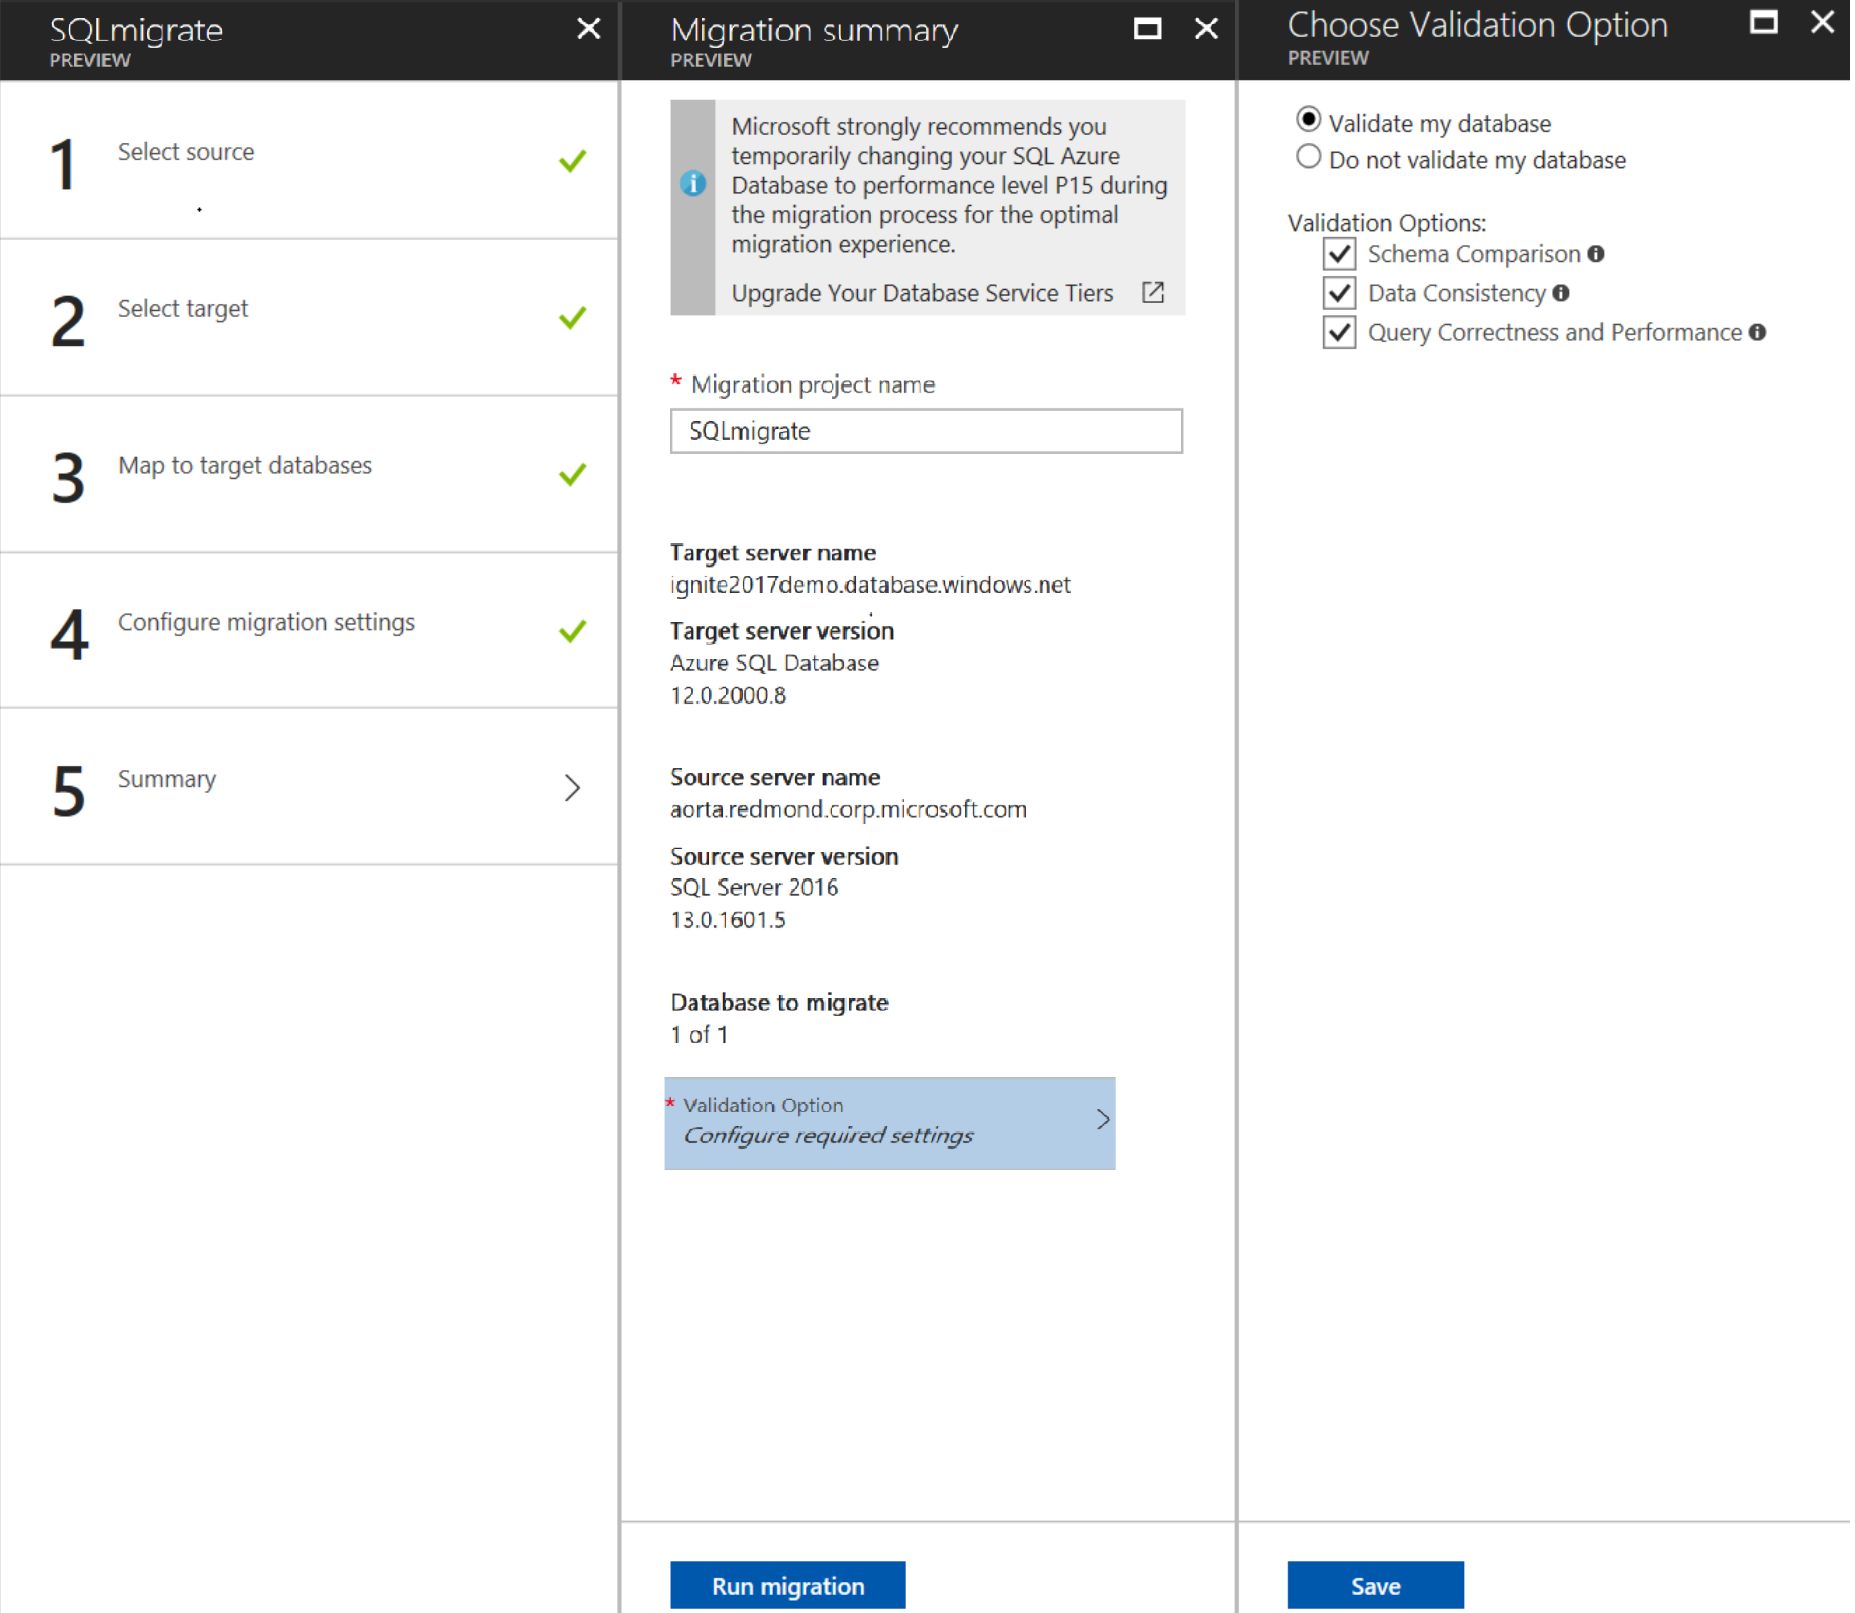 SQLmigrate
PREVIEW
1 Select source
2 Select target
3 Map to target databases
4 Configure migration settings
5 Summary
Migration summary
PREVIEW
Microsoft strongly recommends you
temporarily changing your SQL Azure
Database to performance level P15 during
the migration process for the optimal
migration experience.
Upgrade Your Database Service Tiers
* Migration project name
SQLmigrate
Target server name
ignite2017demo.database.windows.net
Target server version
Azure SQL Database
12.0.2000.8
Source server name
aorta.redmond.corp.microsoft.com
Source server version
SQL Server 2016
13.0.1601.5
Database to migrate
1 of 1
* Validation Option
Configure required settings
Run migration
Choose Validation Option
PREVIEW
Validate my database
Do not validate my database
Validation Options:
Schema Comparison
Data Consistency
Query Correctness and Performance
Save